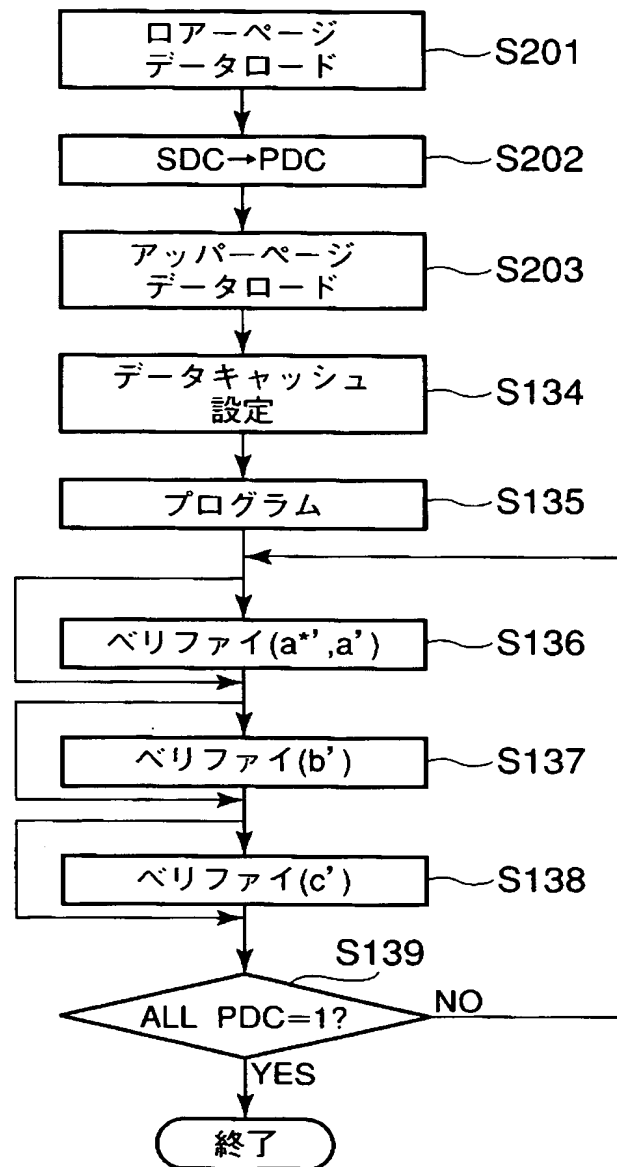 ロアーページ
データロード
S201
SDC→PDC
S202
アッパーページ
データロード
S203
データキャッシュ
設定
S134
プログラム
S135
ベリファイ(a*',a')
S136
ベリファイ(b')
S137
ベリファイ(c')
S138
S139
ALL PDC=1?
NO
YES
終了